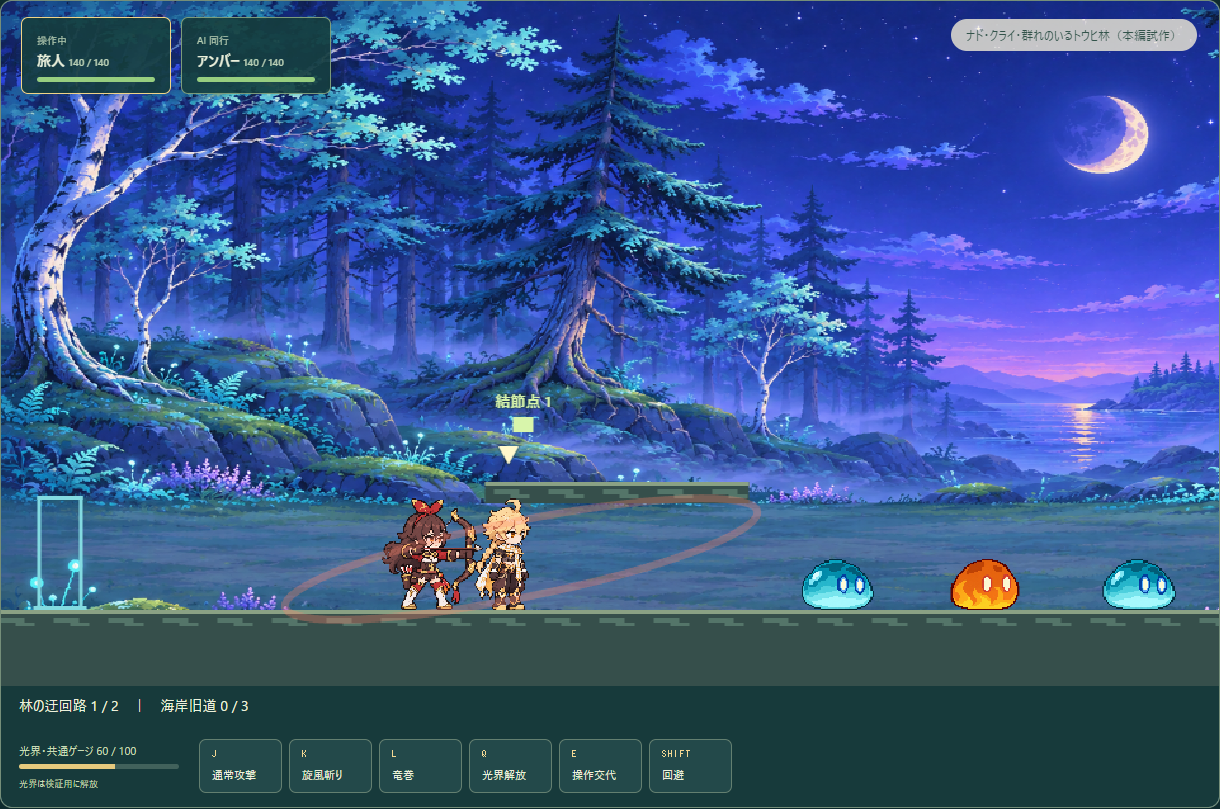 操作中
旅人 140 / 140
AI 同行
アンバー 140 / 140
ナド・クライ・群れのいるトウヒ林（本編試作）
結節点 1
林の迂回路 1 / 2 | 海岸旧道 0 / 3
光界・共通ゲージ 60 / 100
光界は検証用に解放
J
通常攻撃
K
旋風斬り
L
竜巻
Q
光界解放
E
操作交代
SHIFT
回避